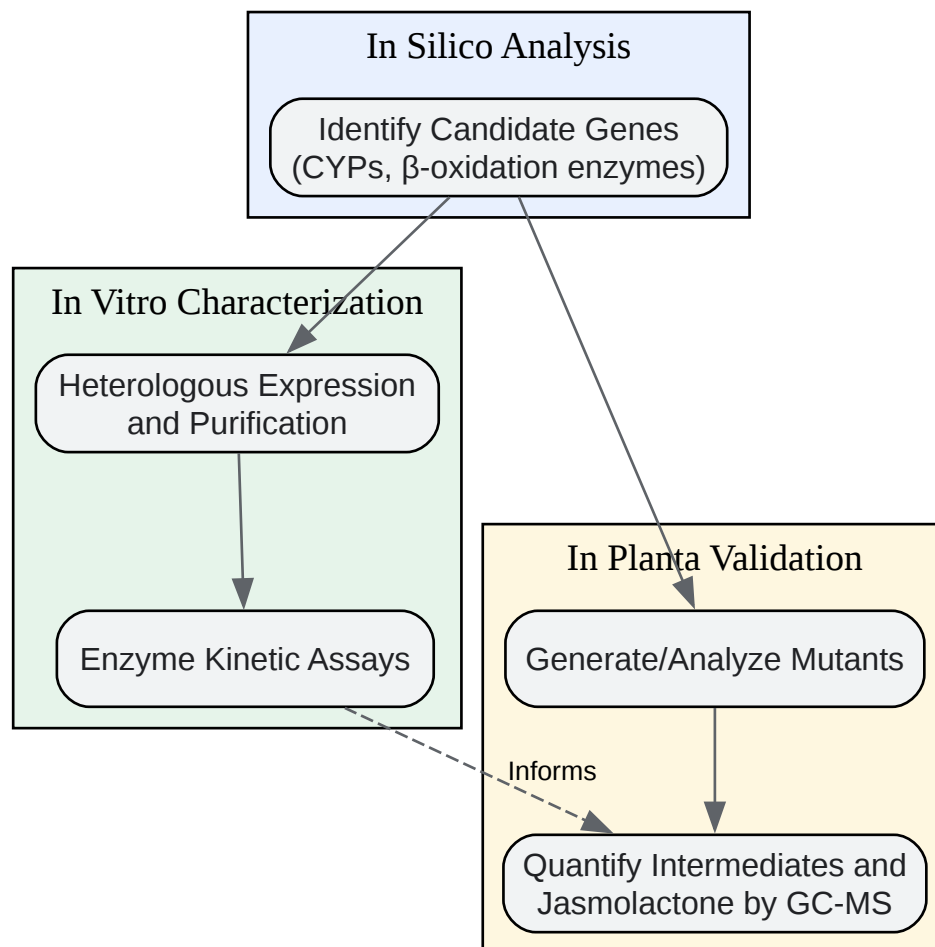 In Silico Analysis
Identify Candidate Genes
(CYPs, β-oxidation enzymes)
In Vitro Characterization
Heterologous Expression
and Purification
Enzyme Kinetic Assays
In Planta Validation
Generate/Analyze Mutants
Informs
Quantify Intermediates and
Jasmolactone by GC-MS